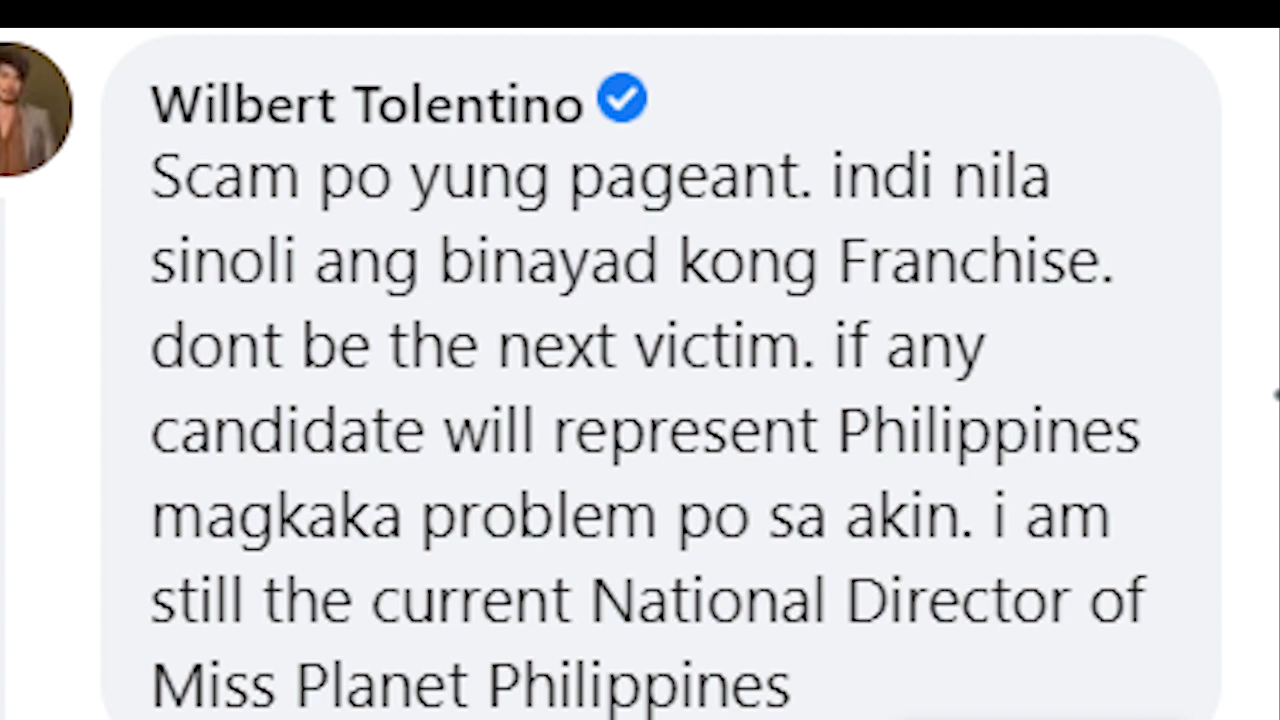 Wilbert Tolentino
Scam po yung pageant. indi nila
sinoli ang binayad kong Franchise.
dont be the next victim. if any
candidate will represent Philippines
magkaka problem po sa akin. i am
still the current National Director of
Miss Planet Philippines